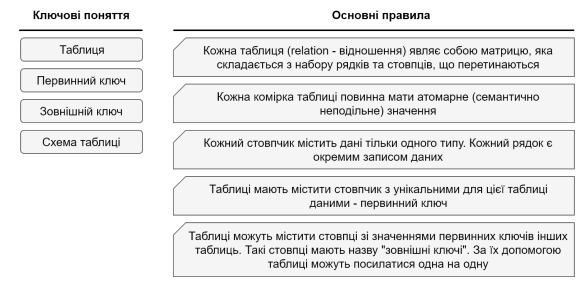 Ключові поняття
Таблиця
Первинний ключ
Зовнішній ключ
Схема таблиці
Основні правила
Кожна таблиця (relation - відношення) являє собою матрицю, яка
складається з набору рядків та стовпців, що перетинаються
Кожна комірка таблиці повинна мати атомарне (семантично
неподільне) значення
Кожний стовпчик містить дані тільки одного типу. Кожний рядок є
окремим записом даних
Таблиці мають містити стовпчик з унікальними для цієї таблиці
даними - первинний ключ
Таблиці можуть містити стовпці зі значеннями первинних ключів інших
таблиць. Такі стовпці мають назву "зовнішні ключі". За їх допомогою
таблиці можуть посилатися одна на одну